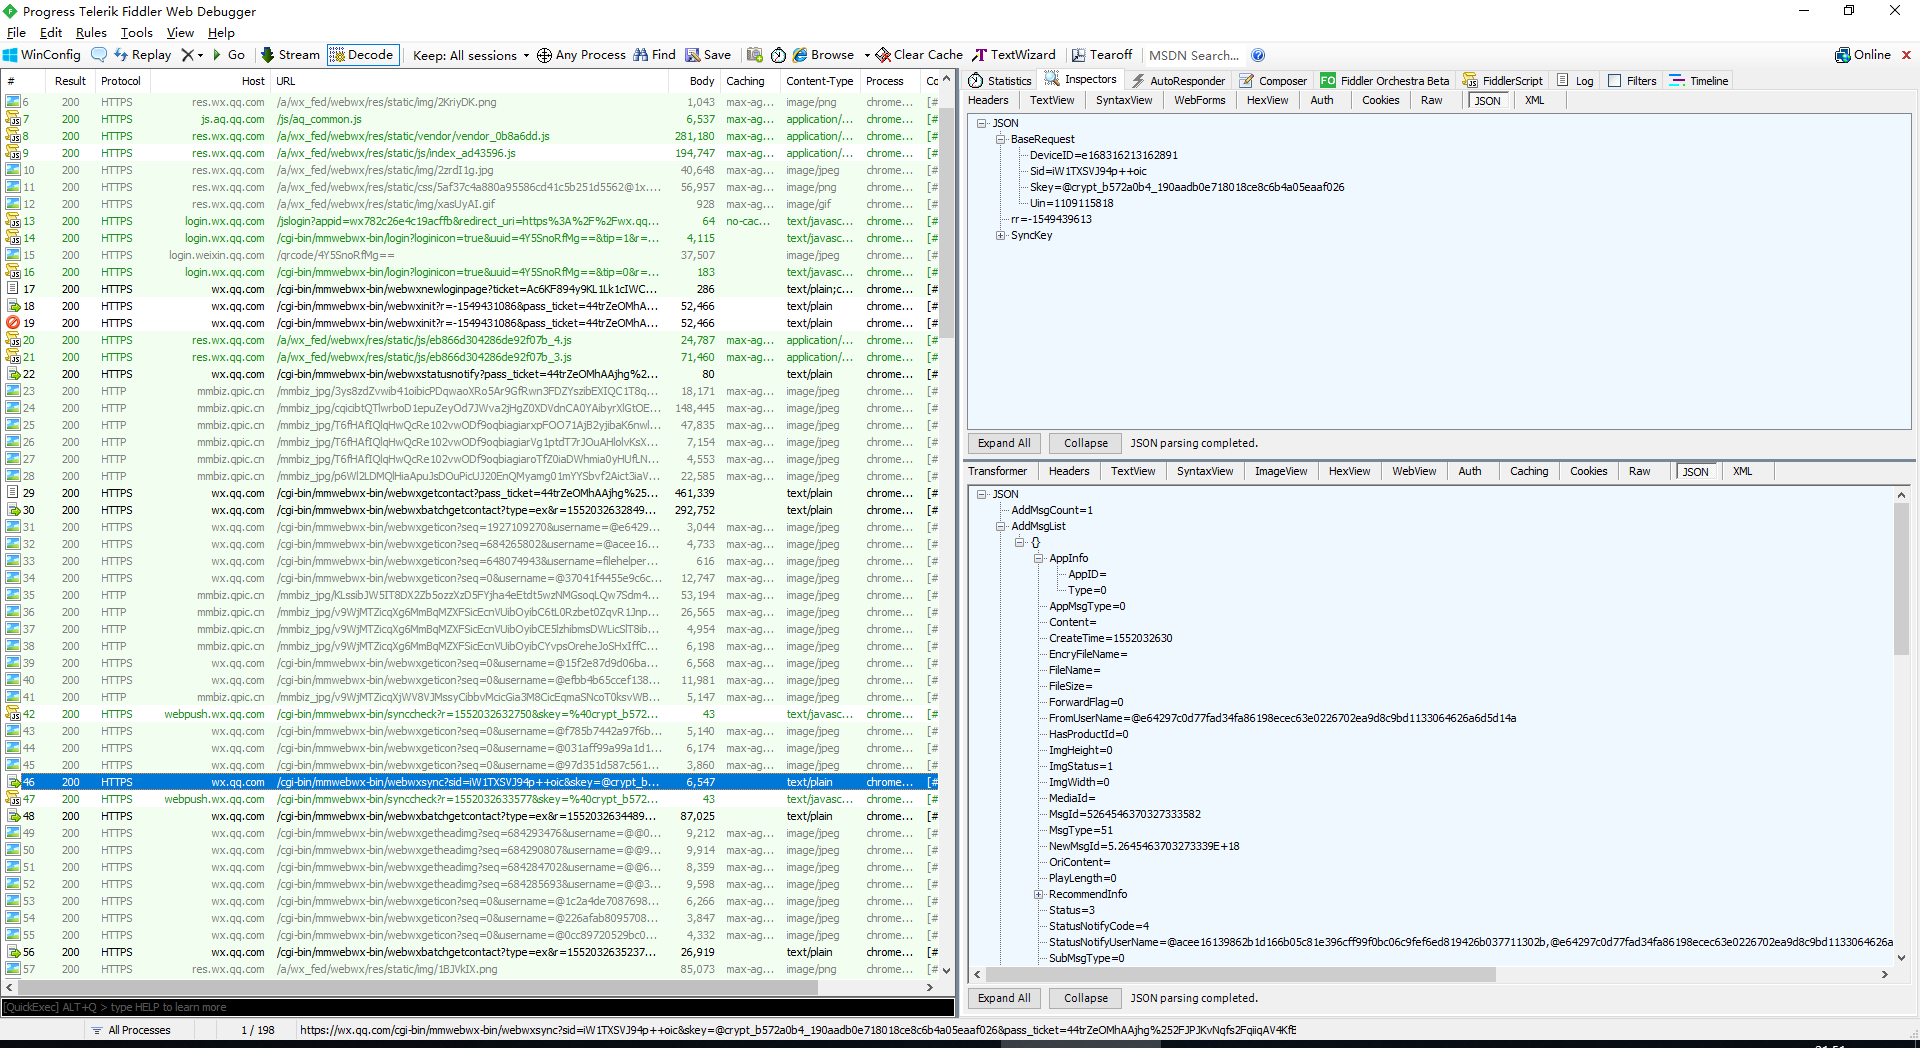 Progress Telerik Fiddler Web Debugger
File Edit Rules Tools View Help
WinConfig Replay Go Stream Decode Keep: All sessions Any Process Find Save Browse Clear Cache TextWizard Tearoff MSDN Search... Online
# Result Protocol Host URL Body Caching Content-Type Process Co
6 200 HTTPS res.wx.qq.com /a/wx_fed/webwx/res/static/img/2KriyDK.png 1,043 max-ag... image/png chrome... [#
7 200 HTTPS js.aq.qq.com /js/aq_common.js 6,537 max-ag... application/... chrome... [#
8 200 HTTPS res.wx.qq.com /a/wx_fed/webwx/res/static/vendor/vendor_0b8a6dd.js 281,180 max-ag... application/... chrome... [#
9 200 HTTPS res.wx.qq.com /a/wx_fed/webwx/res/static/js/index_ad43596.js 194,747 max-ag... application/... chrome... [#
10 200 HTTPS res.wx.qq.com /a/wx_fed/webwx/res/static/img/2zrdI1g.jpg 40,648 max-ag... image/jpeg chrome... [#
11 200 HTTPS res.wx.qq.com /a/wx_fed/webwx/res/static/css/5af37c4a880a95586cd41c5b251d5562@1x.... 56,957 max-ag... image/png chrome... [#
12 200 HTTPS res.wx.qq.com /a/wx_fed/webwx/res/static/img/xasUyAI.gif 928 max-ag... image/gif chrome... [#
13 200 HTTPS login.wx.qq.com /jslogin?appid=wx782c26e4c19acffb&redirect_uri=https%3A%2F%2Fwx.qq... 64 no-cac... text/javasc... chrome... [#
14 200 HTTPS login.wx.qq.com /cgi-bin/mmwebwx-bin/login?loginicon=true&uuid=4Y5SnoRfMg==&tip=1&r=... 4,115 text/javasc... chrome... [#
15 200 HTTPS login.weixin.qq.com /qrcode/4Y5SnoRfMg== 37,507 image/jpeg chrome... [#
16 200 HTTPS login.wx.qq.com /cgi-bin/mmwebwx-bin/login?loginicon=true&uuid=4Y5SnoRfMg==&tip=0&r=... 183 text/javasc... chrome... [#
17 200 HTTPS wx.qq.com /cgi-bin/mmwebwx-bin/webwxnewloginpage?ticket=Ac6KF894y9KL1Lk1cIWC... 286 text/plain;c... chrome... [#
18 200 HTTPS wx.qq.com /cgi-bin/mmwebwx-bin/webwxinit?r=-1549431086&pass_ticket=44trZeOMhA... 52,466 text/plain chrome... [#
19 200 HTTPS wx.qq.com /cgi-bin/mmwebwx-bin/webwxinit?r=-1549431086&pass_ticket=44trZeOMhA... 52,466 text/plain chrome... [#
20 200 HTTPS res.wx.qq.com /a/wx_fed/webwx/res/static/js/eb866d304286de92f07b_4.js 24,787 max-ag... application/... chrome... [#
21 200 HTTPS res.wx.qq.com /a/wx_fed/webwx/res/static/js/eb866d304286de92f07b_3.js 71,460 max-ag... application/... chrome... [#
22 200 HTTPS wx.qq.com /cgi-bin/mmwebwx-bin/webwxstatusnotify?pass_ticket=44trZeOMhAAjhg%2... 80 text/plain chrome... [#
23 200 HTTP mmbiz.qpic.cn /mmbiz_jpg/3ys8zdZvwib41oibicPDqwaoXRo5Ar9GfRwn3FDZYszibEXIQC1T8q... 18,171 max-ag... image/jpeg chrome... [#
24 200 HTTP mmbiz.qpic.cn /mmbiz_jpg/cqicibtQTlwrboD1epuZeyOd7JWva2jHgZ0XDVdnCA0YAibyrXlGtOE... 148,445 max-ag... image/jpeg chrome... [#
25 200 HTTP mmbiz.qpic.cn /mmbiz_jpg/T6fHAfIQlqHwQcRe102vwODf9oqbiagiarxpFOO71AjB2yjibaK6nwl... 47,835 max-ag... image/jpeg chrome... [#
26 200 HTTP mmbiz.qpic.cn /mmbiz_jpg/T6fHAfIQlqHwQcRe102vwODf9oqbiagiarVg1ptdT7rJOuAHlolvKsX... 7,154 max-ag... image/jpeg chrome... [#
27 200 HTTP mmbiz.qpic.cn /mmbiz_jpg/T6fHAfIQlqHwQcRe102vwODf9oqbiagiaroTfZ0iaDWhmia0yHUfLN... 4,553 max-ag... image/jpeg chrome... [#
28 200 HTTP mmbiz.qpic.cn /mmbiz_jpg/p6Wl2LDMQlHiaApuJsDOuPicUJ20EnQMyamg01mYYSbvf2Aict3iaV... 22,585 max-ag... image/jpeg chrome... [#
29 200 HTTPS wx.qq.com /cgi-bin/mmwebwx-bin/webwxgetcontact?pass_ticket=44trZeOMhAAjhg%25... 461,339 text/plain chrome... [#
30 200 HTTPS wx.qq.com /cgi-bin/mmwebwx-bin/webwxbatchgetcontact?type=ex&r=1552032632849... 292,752 text/plain chrome... [#
31 200 HTTPS wx.qq.com /cgi-bin/mmwebwx-bin/webwxgeticon?seq=1927109270&username=@e6429... 3,044 max-ag... image/jpeg chrome... [#
32 200 HTTPS wx.qq.com /cgi-bin/mmwebwx-bin/webwxgeticon?seq=684265802&username=@acee16... 4,733 max-ag... image/jpeg chrome... [#
33 200 HTTPS wx.qq.com /cgi-bin/mmwebwx-bin/webwxgeticon?seq=648074943&username=filehelper... 616 max-ag... image/jpeg chrome... [#
34 200 HTTPS wx.qq.com /cgi-bin/mmwebwx-bin/webwxgeticon?seq=0&username=@37041f4455e9c6c... 12,747 max-ag... image/jpeg chrome... [#
35 200 HTTP mmbiz.qpic.cn /mmbiz_jpg/KLssibJW5IT8DX2Zb5ozzXzD5FYjha4eEtdt5wzNMGsoqLQw7Sdm4... 53,194 max-ag... image/jpeg chrome... [#
36 200 HTTP mmbiz.qpic.cn /mmbiz_jpg/v9WjMTZicqXg6MmBqMZXFSicEcnVUibOyibC6tL0Rzbet0ZqvR1Jnp... 26,565 max-ag... image/jpeg chrome... [#
37 200 HTTP mmbiz.qpic.cn /mmbiz_jpg/v9WjMTZicqXg6MmBqMZXFSicEcnVUibOyibCE5lzhibmsDWLicSlT8ib... 4,954 max-ag... image/jpeg chrome... [#
38 200 HTTP mmbiz.qpic.cn /mmbiz_jpg/v9WjMTZicqXg6MmBqMZXFSicEcnVUibOyibCYvpsOreheJoSHxIffC... 6,198 max-ag... image/jpeg chrome... [#
39 200 HTTPS wx.qq.com /cgi-bin/mmwebwx-bin/webwxgeticon?seq=0&username=@15f2e87d9d06ba... 6,568 max-ag... image/jpeg chrome... [#
40 200 HTTPS wx.qq.com /cgi-bin/mmwebwx-bin/webwxgeticon?seq=0&username=@efbb4b65ccef138... 11,981 max-ag... image/jpeg chrome... [#
41 200 HTTP mmbiz.qpic.cn /mmbiz_jpg/v9WjMTZicqXjWV8VJMssyCibbvMcicGia3M8CicEqmaSNcoT0ksvWB... 5,147 max-ag... image/jpeg chrome... [#
42 200 HTTPS webpush.wx.qq.com /cgi-bin/mmwebwx-bin/synccheck?r=1552032632750&skey=%40crypt_b572... 43 text/javasc... chrome... [#
43 200 HTTPS wx.qq.com /cgi-bin/mmwebwx-bin/webwxgeticon?seq=0&username=@f785b7442a97f6b... 5,140 max-ag... image/jpeg chrome... [#
44 200 HTTPS wx.qq.com /cgi-bin/mmwebwx-bin/webwxgeticon?seq=0&username=@031aff99a99a1d1... 6,174 max-ag... image/jpeg chrome... [#
45 200 HTTPS wx.qq.com /cgi-bin/mmwebwx-bin/webwxgeticon?seq=0&username=@97d351d587c561... 3,860 max-ag... image/jpeg chrome... [#
46 200 HTTPS wx.qq.com /cgi-bin/mmwebwx-bin/webwxsync?sid=iW1TXSVJ94p++oic&skey=@crypt_b... 6,547 text/plain chrome... [#
47 200 HTTPS webpush.wx.qq.com /cgi-bin/mmwebwx-bin/synccheck?r=1552032633577&skey=%40crypt_b572... 43 text/javasc... chrome... [#
48 200 HTTPS wx.qq.com /cgi-bin/mmwebwx-bin/webwxbatchgetcontact?type=ex&r=1552032634489... 87,025 text/plain chrome... [#
49 200 HTTPS wx.qq.com /cgi-bin/mmwebwx-bin/webwxgetheadimg?seq=684293476&username=@@0... 9,212 max-ag... image/jpeg chrome... [#
50 200 HTTPS wx.qq.com /cgi-bin/mmwebwx-bin/webwxgetheadimg?seq=684290807&username=@@9... 9,914 max-ag... image/jpeg chrome... [#
51 200 HTTPS wx.qq.com /cgi-bin/mmwebwx-bin/webwxgetheadimg?seq=684284702&username=@@6... 8,359 max-ag... image/jpeg chrome... [#
52 200 HTTPS wx.qq.com /cgi-bin/mmwebwx-bin/webwxgetheadimg?seq=684285693&username=@@3... 9,598 max-ag... image/jpeg chrome... [#
53 200 HTTPS wx.qq.com /cgi-bin/mmwebwx-bin/webwxgeticon?seq=0&username=@1c2a4de7087698... 6,266 max-ag... image/jpeg chrome... [#
54 200 HTTPS wx.qq.com /cgi-bin/mmwebwx-bin/webwxgeticon?seq=0&username=@226afab8095708... 3,847 max-ag... image/jpeg chrome... [#
55 200 HTTPS wx.qq.com /cgi-bin/mmwebwx-bin/webwxgeticon?seq=0&username=@0cc89720529bc0... 4,332 max-ag... image/jpeg chrome... [#
56 200 HTTPS wx.qq.com /cgi-bin/mmwebwx-bin/webwxbatchgetcontact?type=ex&r=1552032635237... 26,919 text/plain chrome... [#
57 200 HTTPS res.wx.qq.com /a/wx_fed/webwx/res/static/img/1BJVkIX.png 85,073 max-ag... image/png chrome... [#
[QuickExec] ALT+Q > type HELP to learn more
Statistics Inspectors AutoResponder Composer FO Fiddler Orchestra Beta FiddlerScript Log Filters Timeline
Headers TextView SyntaxView WebForms HexView Auth Cookies Raw JSON XML
JSON
BaseRequest
DeviceID=e168316213162891
Sid=iW1TXSVJ94p++oic
Skey=@crypt_b572a0b4_190aadb0e718018ce8c6b4a05eaaf026
Uin=1109115818
rr=-1549439613
SyncKey
Expand All Collapse JSON parsing completed.
Transformer Headers TextView SyntaxView ImageView HexView WebView Auth Caching Cookies Raw JSON XML
JSON
AddMsgCount=1
AddMsgList
{}
AppInfo
AppID=
Type=0
AppMsgType=0
Content=
CreateTime=1552032630
EncryFileName=
FileName=
FileSize=
ForwardFlag=0
FromUserName=@e64297c0d77fad34fa86198ecec63e0226702ea9d8c9bd1133064626a6d5d14a
HasProductId=0
ImgHeight=0
ImgStatus=1
ImgWidth=0
MediaId=
MsgId=5264546370327333582
MsgType=51
NewMsgId=5.2645463703273339E+18
OriContent=
PlayLength=0
RecommendInfo
Status=3
StatusNotifyCode=4
StatusNotifyUserName=@acee16139862b1d166b05c81e396cff99f0bc06c9fef6ed819426b037711302b,@e64297c0d77fad34fa86198ecec63e0226702ea9d8c9bd1133064626a
SubMsgType=0
Expand All Collapse JSON parsing completed.
All Processes 1 / 198 https://wx.qq.com/cgi-bin/mmwebwx-bin/webwxsync?sid=iW1TXSVJ94p++oic&skey=@crypt_b572a0b4_190aadb0e718018ce8c6b4a05eaaf026&pass_ticket=44trZeOMhAAjhg%252FJPJKvNqfs2FqiiqAV4KfE